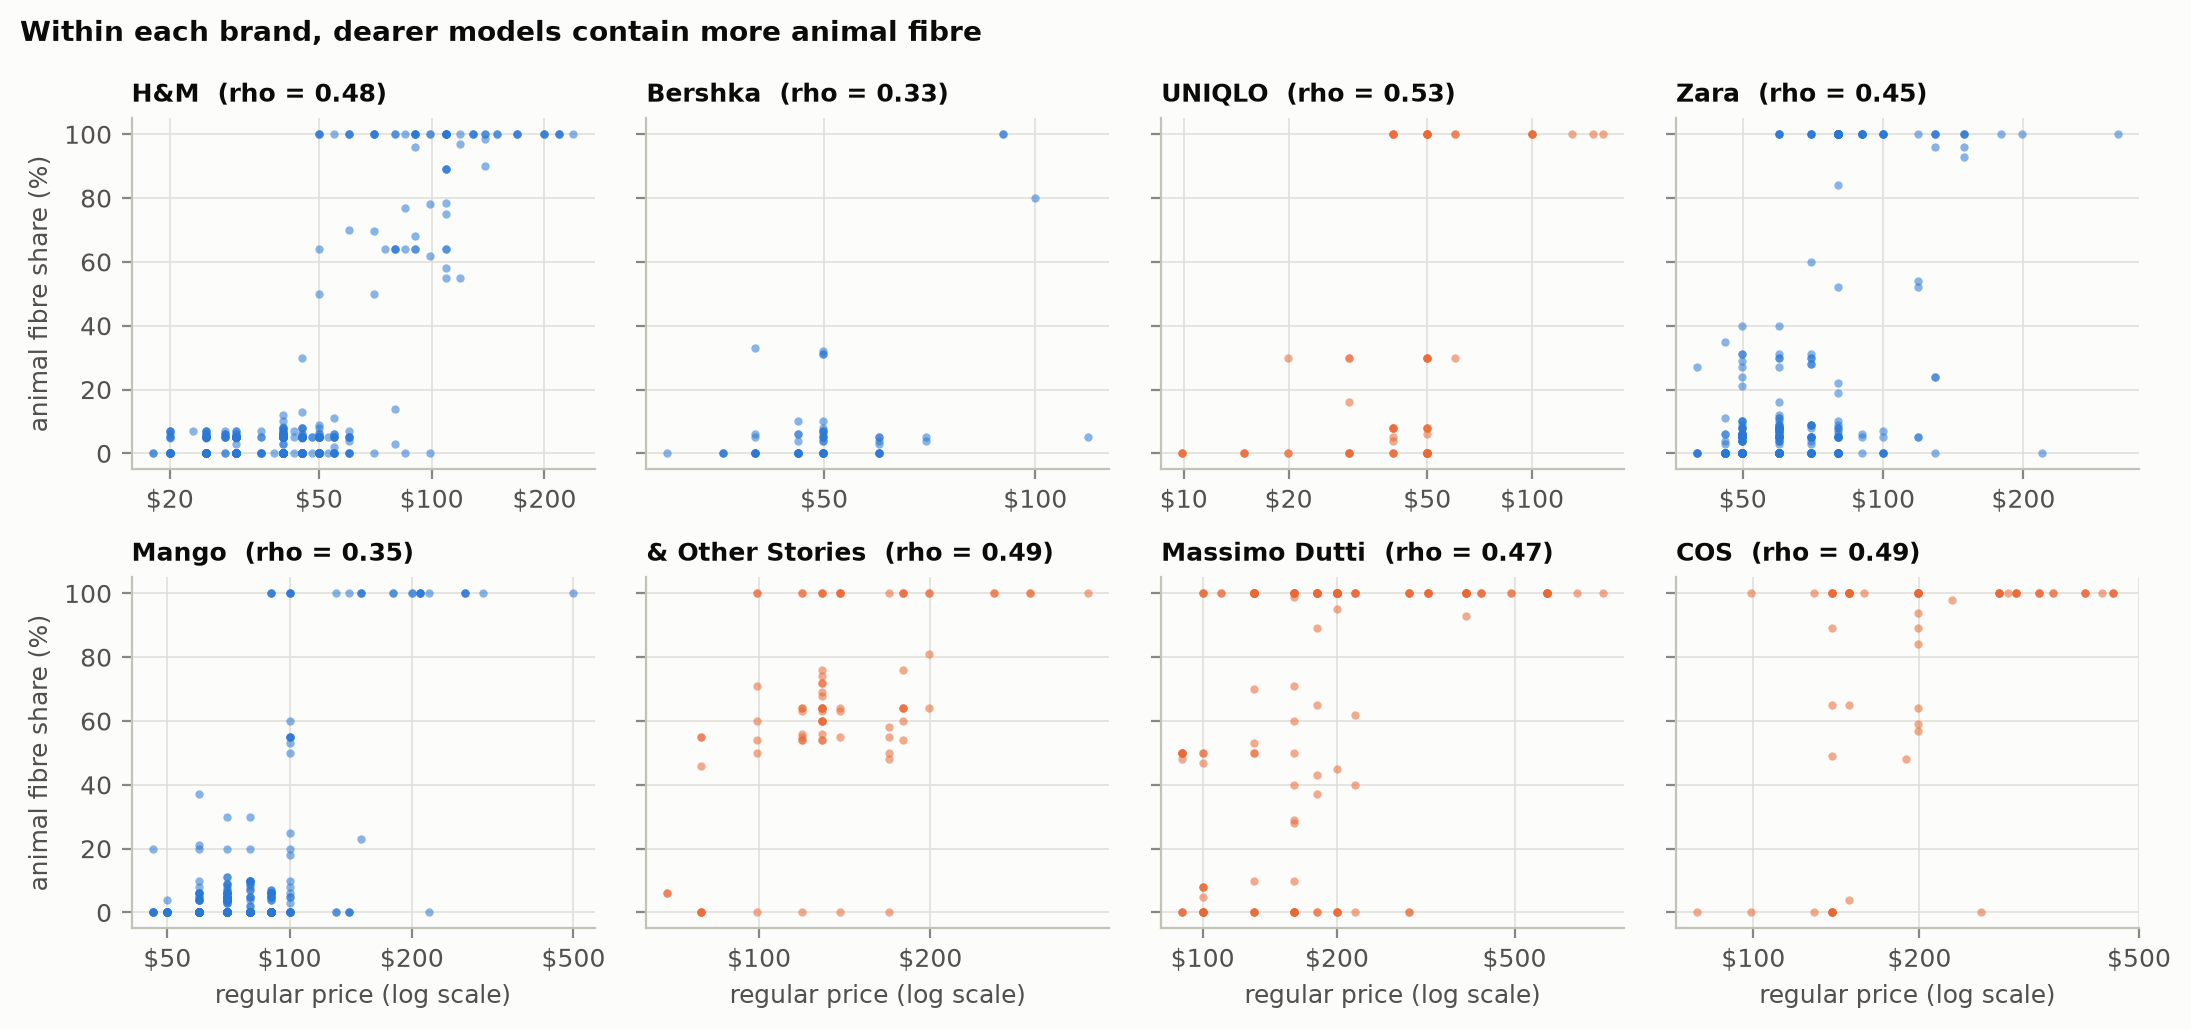 Within each brand, dearer models contain more animal fibre
H&M (rho = 0.48)
Bershka (rho = 0.33)
UNIQLO (rho = 0.53)
Zara (rho = 0.45)
animal fibre share (%)
100
80
60
40
20
0
$20 $50 $100 $200
$50 $100
$10 $20 $50 $100
$50 $100 $200
Mango (rho = 0.35)
& Other Stories (rho = 0.49)
Massimo Dutti (rho = 0.47)
COS (rho = 0.49)
animal fibre share (%)
100
80
60
40
20
0
$50 $100 $200 $500
$100 $200
$100 $200 $500
$100 $200 $500
regular price (log scale)
regular price (log scale)
regular price (log scale)
regular price (log scale)